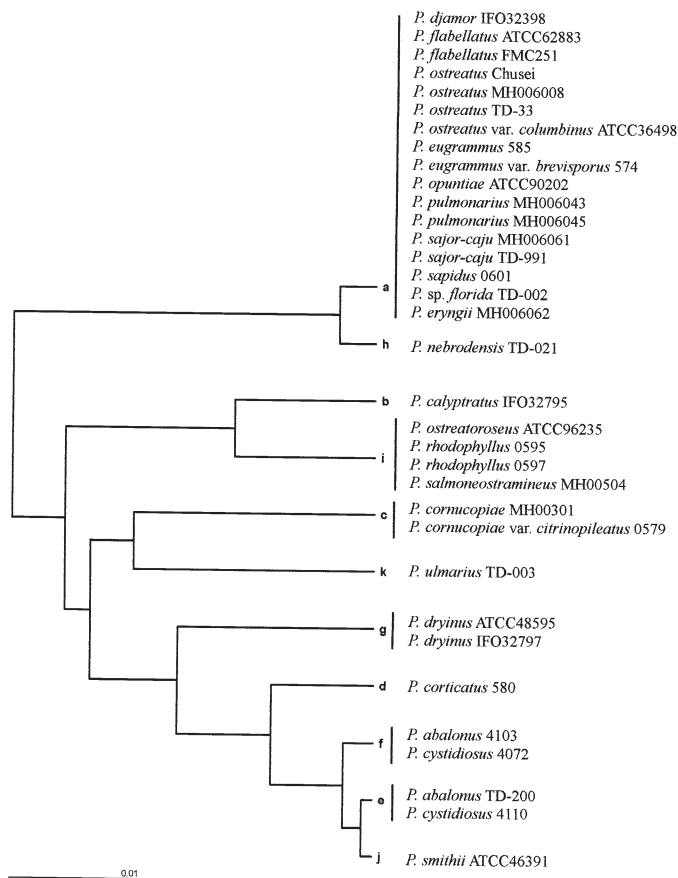 P. djamor IFO32398
P. flabellatus ATCC62883
P. flabellatus FMC251
P. ostreatus Chusei
P. ostreatus MH006008
P. ostreatus TD-33
P. ostreatus var. columbinus ATCC36498
P. eugrammus 585
P. eugrammus var. brevisporus 574
P. opuntiae ATCC90202
P. pulmonarius MH006043
P. pulmonarius MH006045
P. sajor-caju MH006061
P. sajor-caju TD-991
P. sapidus 0601
a
P. sp. florida TD-002
P. eryngii MH006062
h P. nebrodensis TD-021
b P. calyptratus IFO32795
P. ostreatoroseus ATCC96235
P. rhodophyllus 0595
i
P. rhodophyllus 0597
P. salmoneostramineus MH00504
c P. cornucopiae MH00301
P. cornucopiae var. citrinopileatus 0579
k P. ulmarius TD-003
g P. dryinus ATCC48595
P. dryinus IFO32797
d P. corticatus 580
f P. abalonus 4103
P. cystidiosus 4072
e P. abalonus TD-200
P. cystidiosus 4110
j P. smithii ATCC46391
0.01